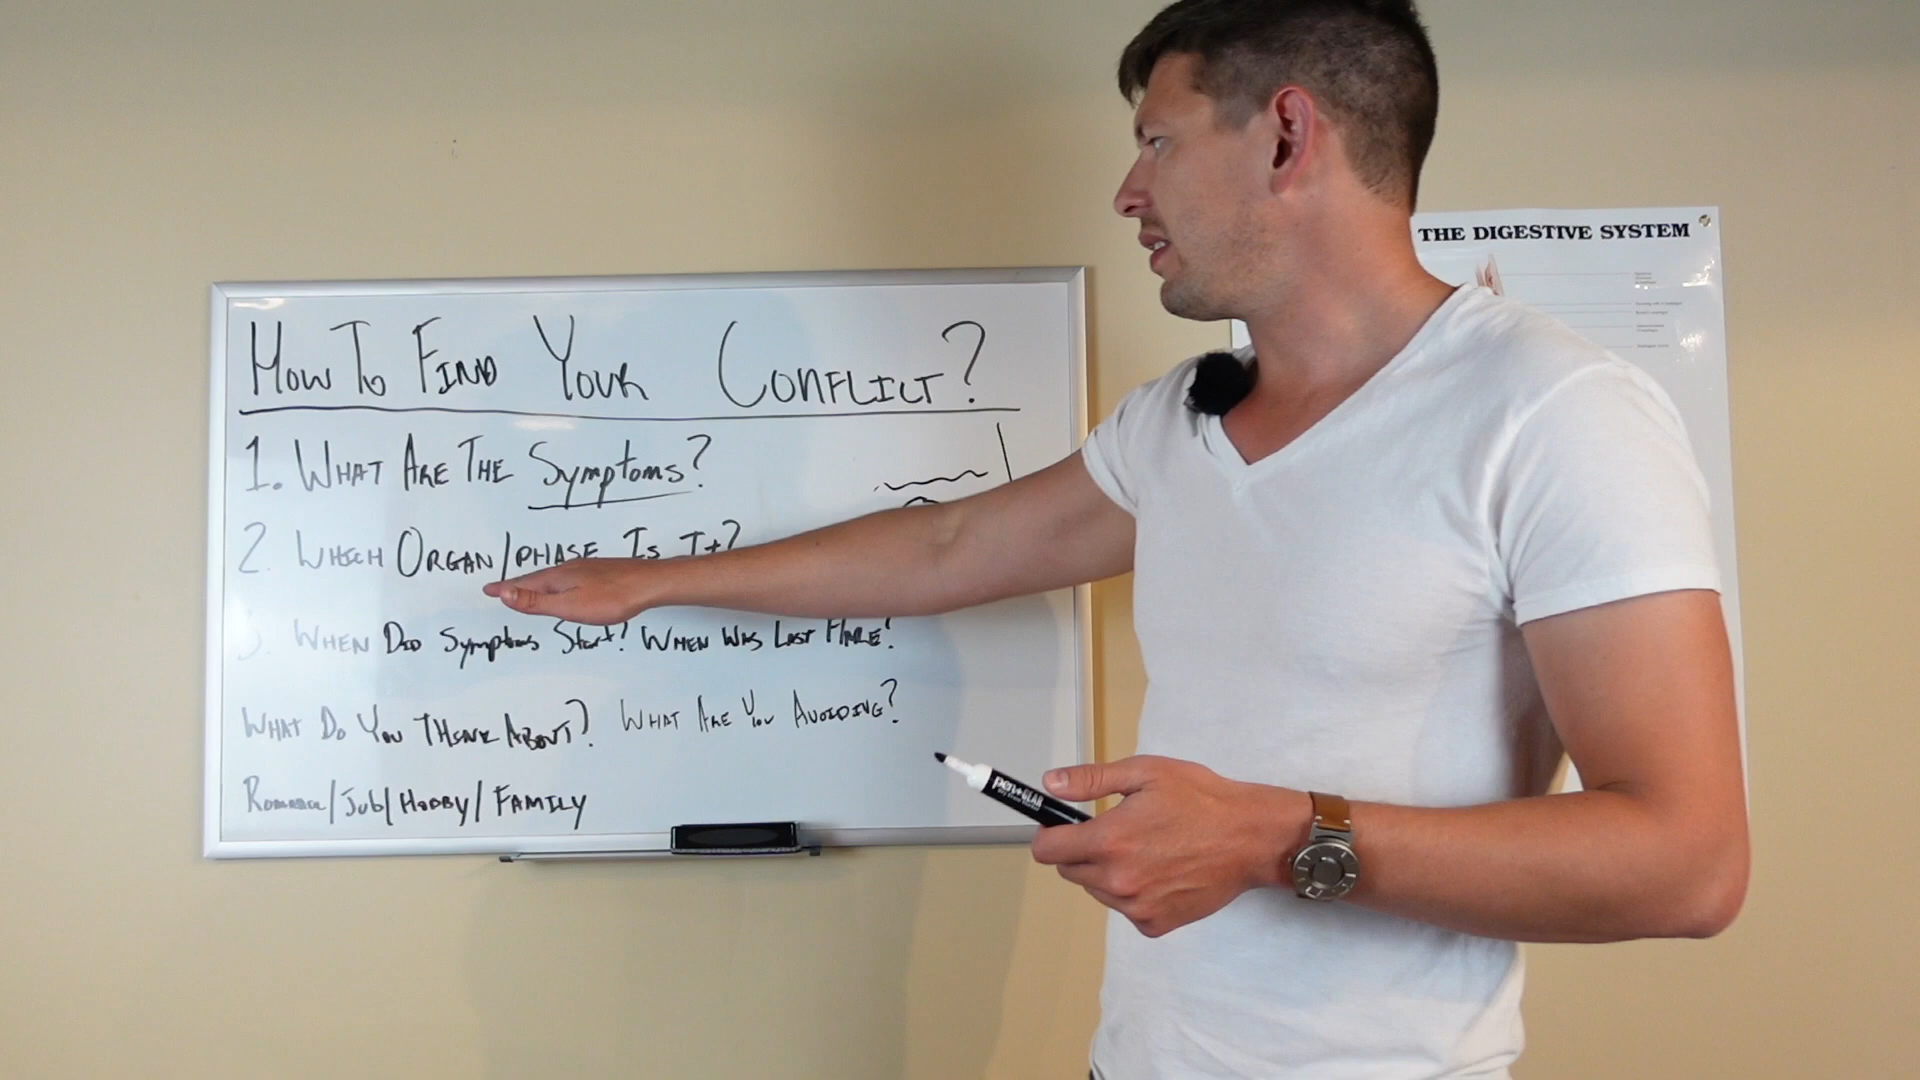 How To Find Your Conflict?
1. What Are The Symptoms?
2. Which Organ/phase Is It?
3. When Did Symptoms Start? When Was Last Flare?
What Do You Think About? What Are You Avoiding?
Romance/Job/Hobby/Family
THE DIGESTIVE SYSTEM
pen+GEAR